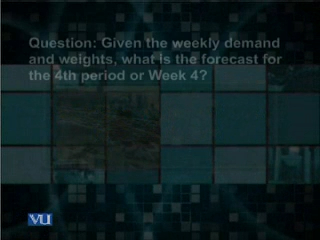 Question: Given the weekly demand
and weights, what is the forecast for
the 4th period or Week 4?
VU